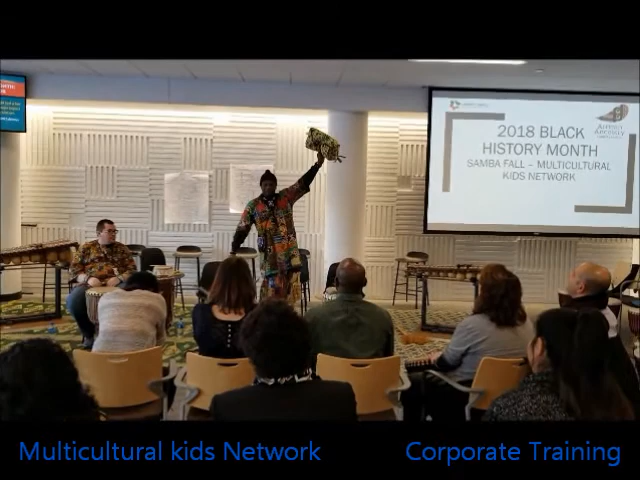 2018 BLACK
HISTORY MONTH
SAMBA FALL – MULTICULTURAL
KIDS NETWORK
Multicultural kids Network
Corporate Training